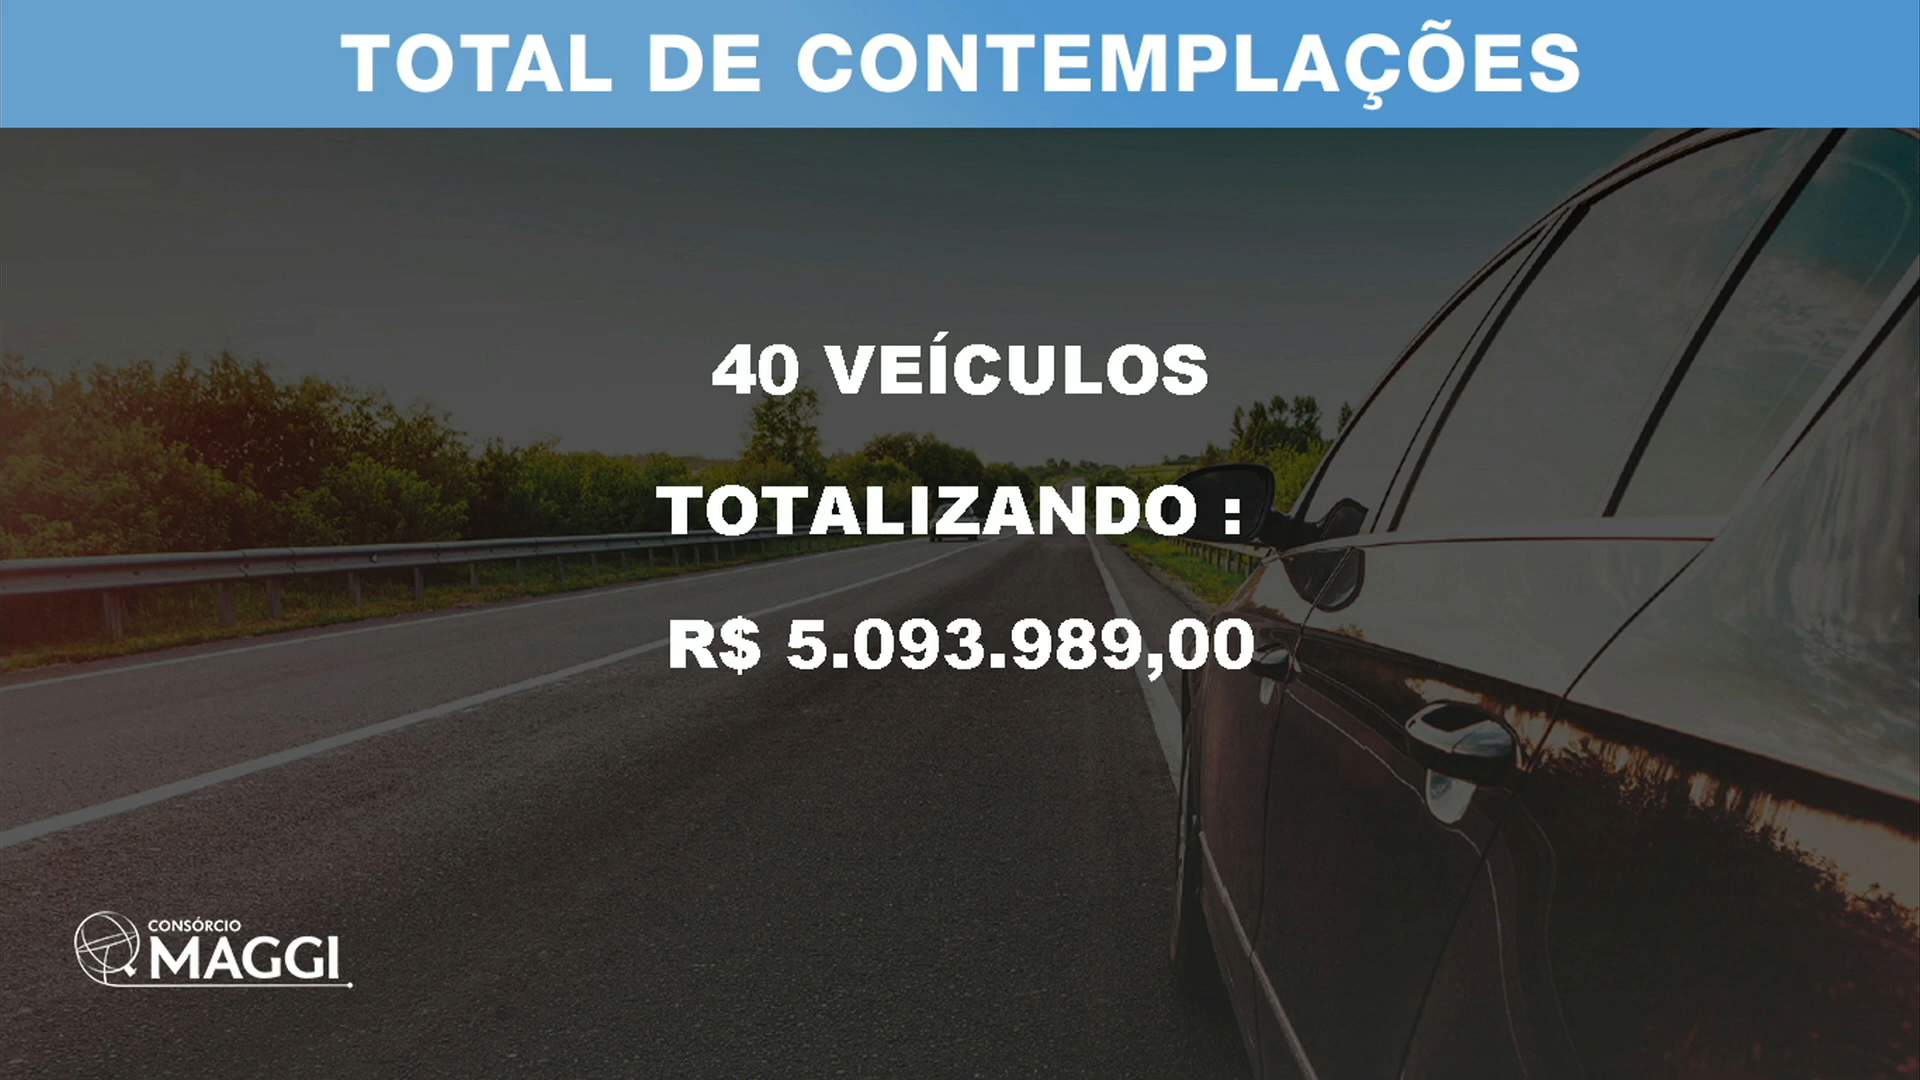 TOTAL DE CONTEMPLAÇÕES
40 VEÍCULOS
TOTALIZANDO :
R$ 5.093.989,00
CONSÓRCIO
MAGGI